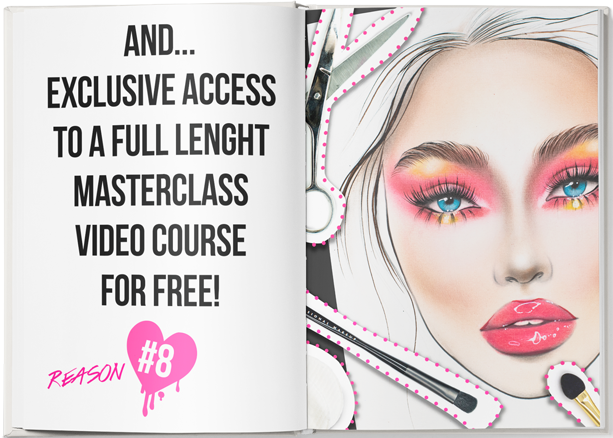 AND...
EXCLUSIVE ACCESS
TO A FULL LENGHT
MASTERCLASS
VIDEO COURSE
FOR FREE!
REASON #8